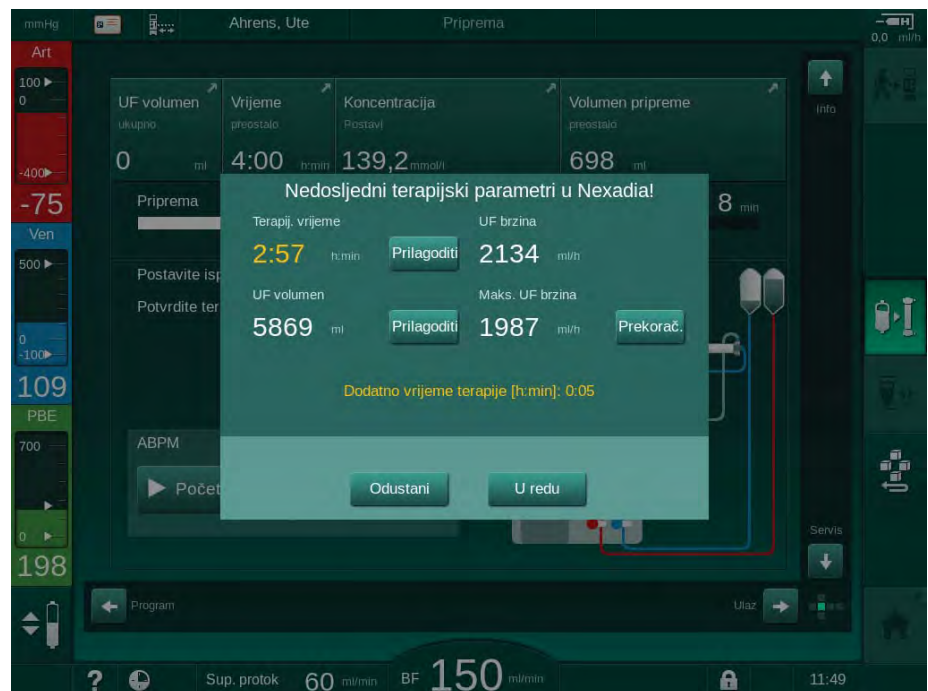 mmHg Ahrens, Ute Priprema 0,0 ml/h
Art
100
0
-400
-75
Ven
500
0
-100
109
PBE
700
0
198
UF volumen Vrijeme Koncentracija Volumen pripreme
ukupno preostalo Postavi preostalo
0 ml 4:00 h:min 139,2 mmol/l 698 ml
Priprema 8 min
Postavite isp
Potvrdite ter
Nedosljedni terapijski parametri u Nexadia!
Terapij. vrijeme UF brzina
2:57 h:min Prilagoditi 2134 ml/h
UF volumen Maks. UF brzina
5869 ml Prilagoditi 1987 ml/h Prekorač.
Dodatno vrijeme terapije [h:min]: 0:05
Odustani U redu
ABPM
Počet
info
Servis
Program Ulaz
? Sup. protok 60 ml/min BF 150 ml/min 11:49